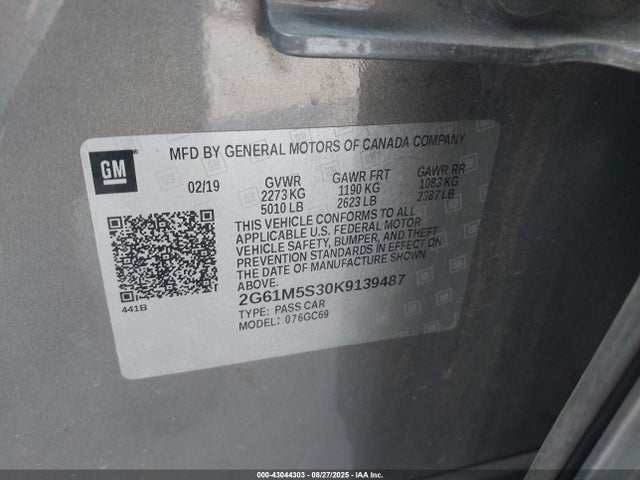 GM
MFD BY GENERAL MOTORS OF CANADA COMPANY
02/19
GVWR GAWR FRT GAWR RR
2273 KG 1190 KG 1083 KG
5010 LB 2623 LB 2387 LB
THIS VEHICLE CONFORMS TO ALL
APPLICABLE U.S. FEDERAL MOTOR
VEHICLE SAFETY, BUMPER, AND THEFT
PREVENTION STANDARDS IN EFFECT ON
THE DATE OF MANUFACTURE SHOWN
ABOVE.
2G61M5S30K9139487
TYPE: PASS CAR
MODEL: 076GC69
441B
000-43044303 - 08/27/2025 - IAA Inc.